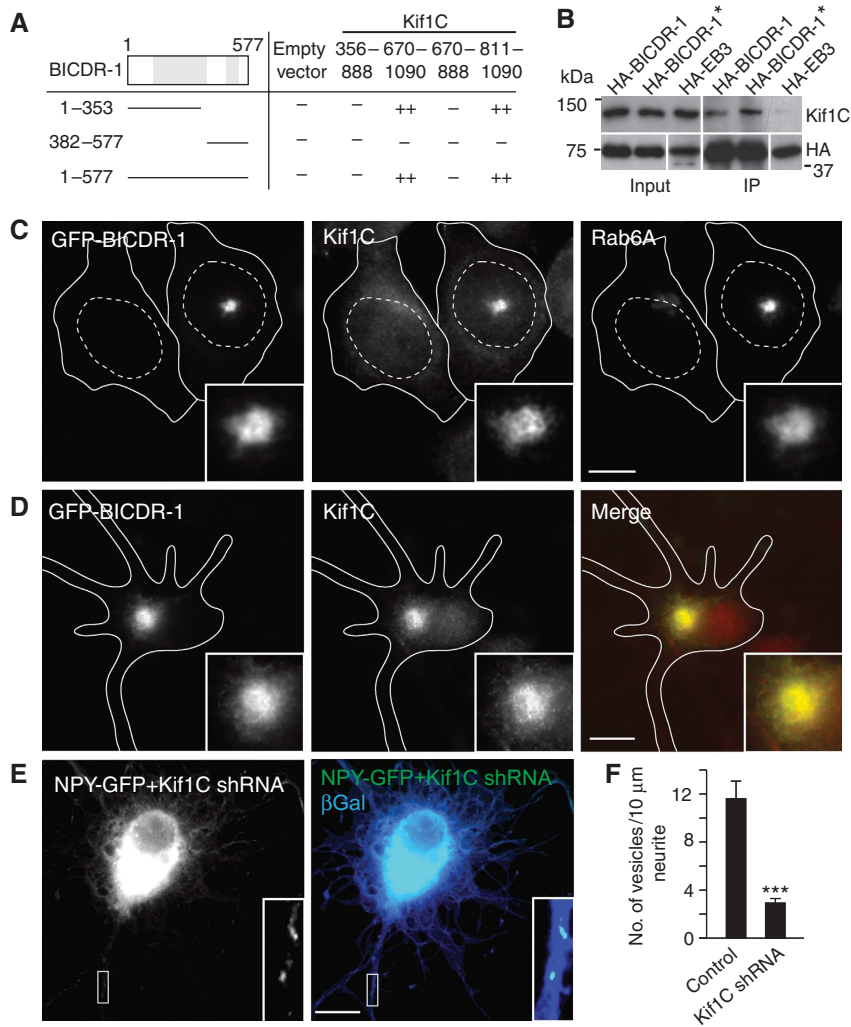 A
Kif1C
1 577
BICDR-1
Empty vector
356–888
670–1090
670–888
811–1090
1–353 – – ++ – ++
382–577 – – – – –
1–577 – – ++ – ++
B
HA-BICDR-1
HA-BICDR-1*
HA-EB3
HA-BICDR-1
HA-BICDR-1*
HA-EB3
kDa
150
Kif1C
75
HA
37
Input IP
C
GFP-BICDR-1
Kif1C
Rab6A
D
GFP-BICDR-1
Kif1C
Merge
E
NPY-GFP+Kif1C shRNA
NPY-GFP+Kif1C shRNA
βGal
F
No. of vesicles/10 μm
neurite
12
8
4
0
***
Control
Kif1C shRNA